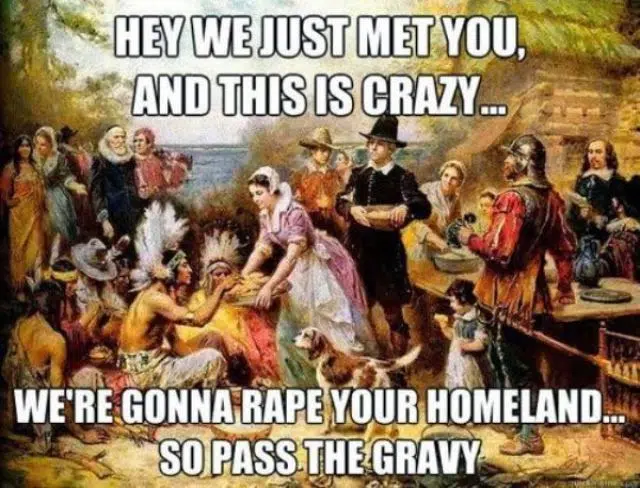 HEY WE JUST MET YOU,
AND THIS IS CRAZY...
WE'RE GONNA RAPE YOUR HOMELAND...
SO PASS THE GRAVY